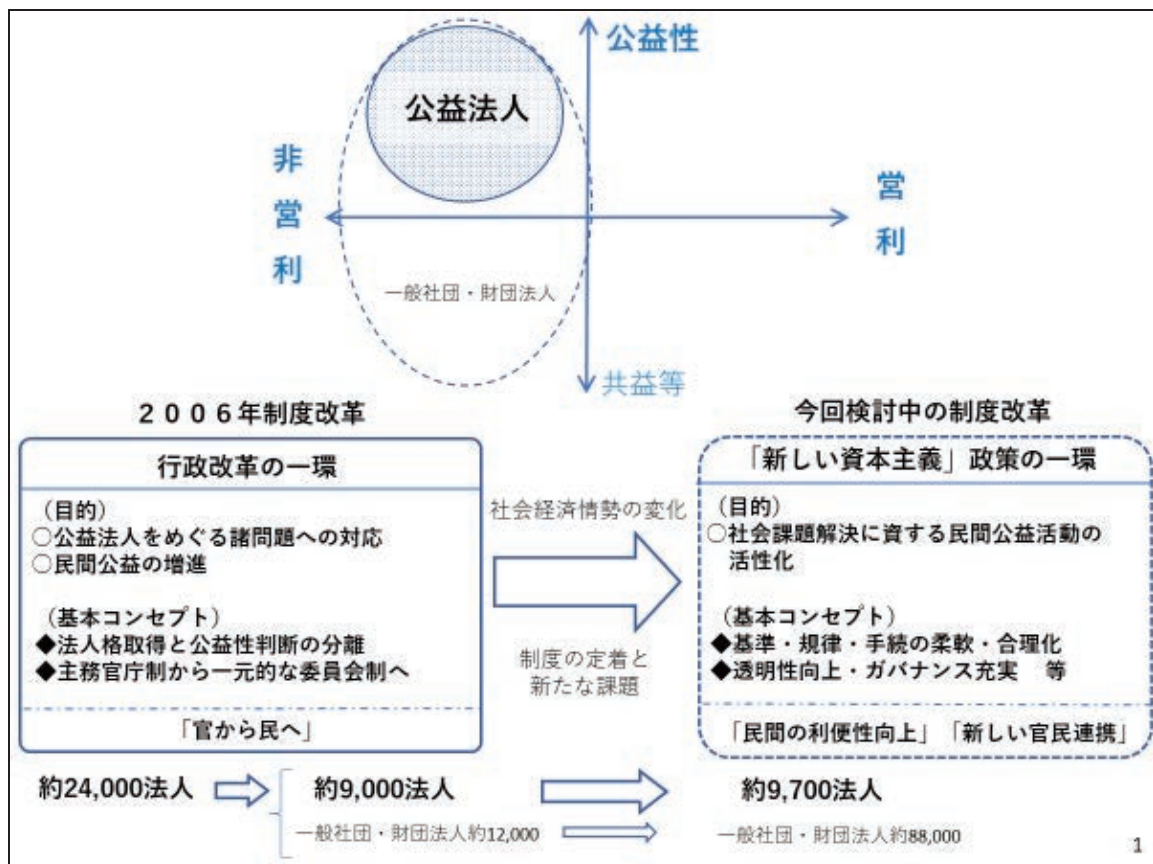 公益性
公益法人
非営利
営利
一般社団・財団法人
共益等
２００６年制度改革
行政改革の一環
（目的）
○公益法人をめぐる諸問題への対応
○民間公益の増進
（基本コンセプト）
◆法人格取得と公益性判断の分離
◆主務官庁制から一元的な委員会制へ
「官から民へ」
社会経済情勢の変化
制度の定着と
新たな課題
今回検討中の制度改革
「新しい資本主義」政策の一環
（目的）
○社会課題解決に資する民間公益活動の
活性化
（基本コンセプト）
◆基準・規律・手続の柔軟・合理化
◆透明性向上・ガバナンス充実　等
「民間の利便性向上」「新しい官民連携」
約24,000法人
約9,000法人
約9,700法人
一般社団・財団法人約12,000
一般社団・財団法人約88,000
1